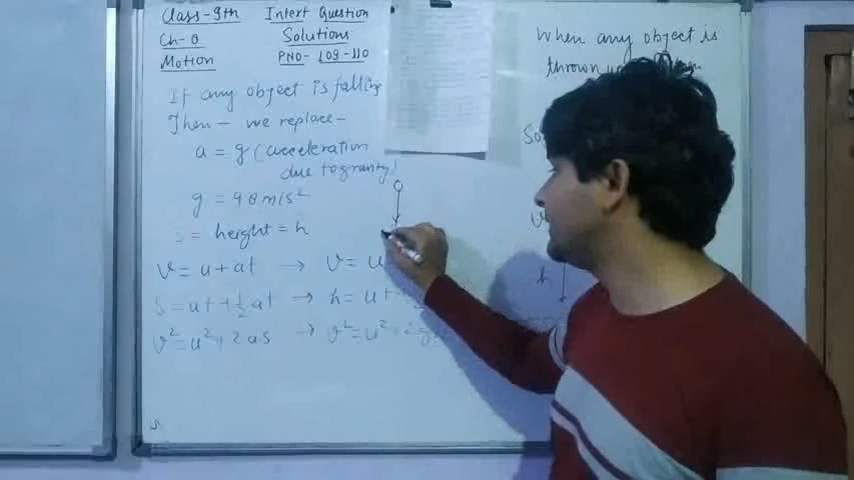 Class-9th Intext Question
Ch-8 Solutions
Motion PNO- 109-110
If any object is falling
Then - we replace-
a = g (acceleration
due to gravity)
g = 9.8 m/s²
s = height = h
v = u + at → v = u
s = ut + ½ at → h = ut
v² = u² + 2as → v² = u² + 2g
When any object is
thrown
So
v
h